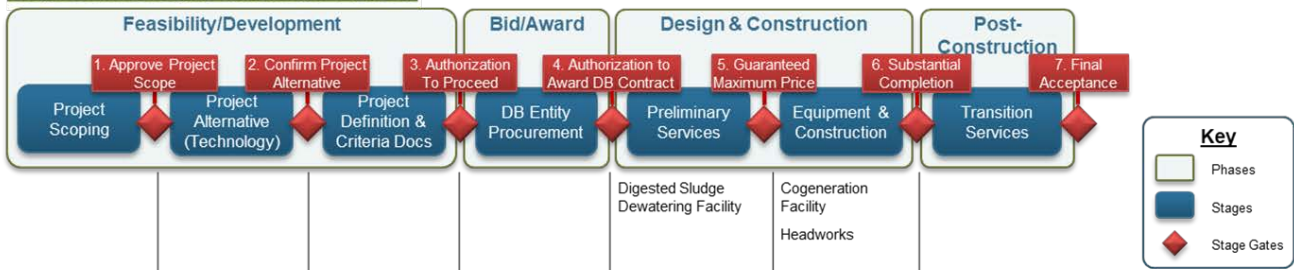 Feasibility/Development
Bid/Award
Design & Construction
Post-
Construction
1. Approve Project
Scope
2. Confirm Project
Alternative
3. Authorization
To Proceed
4. Authorization to
Award DB Contract
5. Guaranteed
Maximum Price
6. Substantial
Completion
7. Final
Acceptance
Project
Scoping
Project
Alternative
(Technology)
Project
Definition &
Criteria Docs
DB Entity
Procurement
Preliminary
Services
Equipment &
Construction
Transition
Services
Digested Sludge
Dewatering Facility
Cogeneration
Facility
Headworks
Key
Phases
Stages
Stage Gates